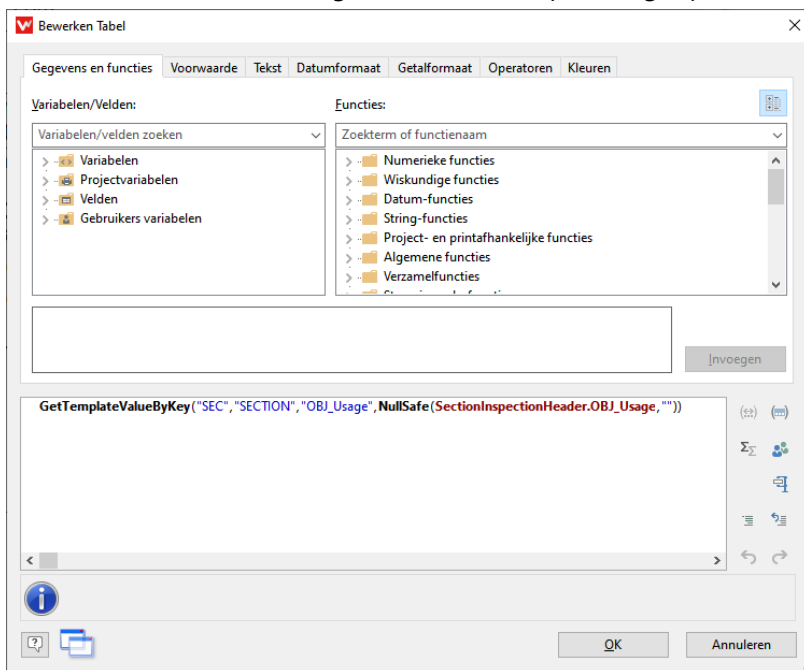 Bewerken Tabel
Gegevens en functies Voorwaarde Tekst Datumformaat Getalformaat Operatoren Kleuren
Variabelen/Velden: Functies:
Variabelen/velden zoeken Zoekterm of functienaam
Variabelen Numerieke functies
Projectvariabelen Wiskundige functies
Velden Datum-functies
Gebruikers variabelen String-functies
Project- en printafhankelijke functies
Algemene functies
Verzamelfuncties
Invoegen
GetTemplateValueByKey("SEC","SECTION","OBJ_Usage",NullSafe(SectionInspectionHeader.OBJ_Usage,""))
OK Annuleren